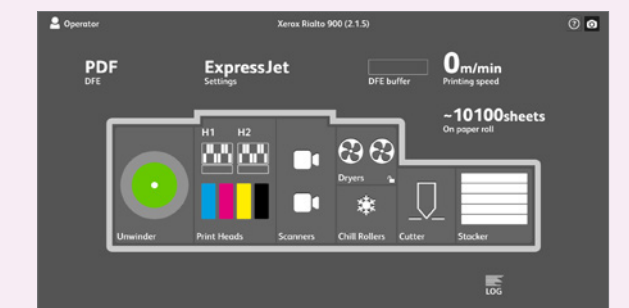 Operator
Xerox Rialto 900 (2.1.5)
?
PDF
DFE
ExpressJet
Settings
DFE buffer
0m/min
Printing speed
~10100sheets
On paper roll
H1 H2
Unwinder
Print Heads
Scanners
Dryers
Chill Rollers
Cutter
Stacker
LOG